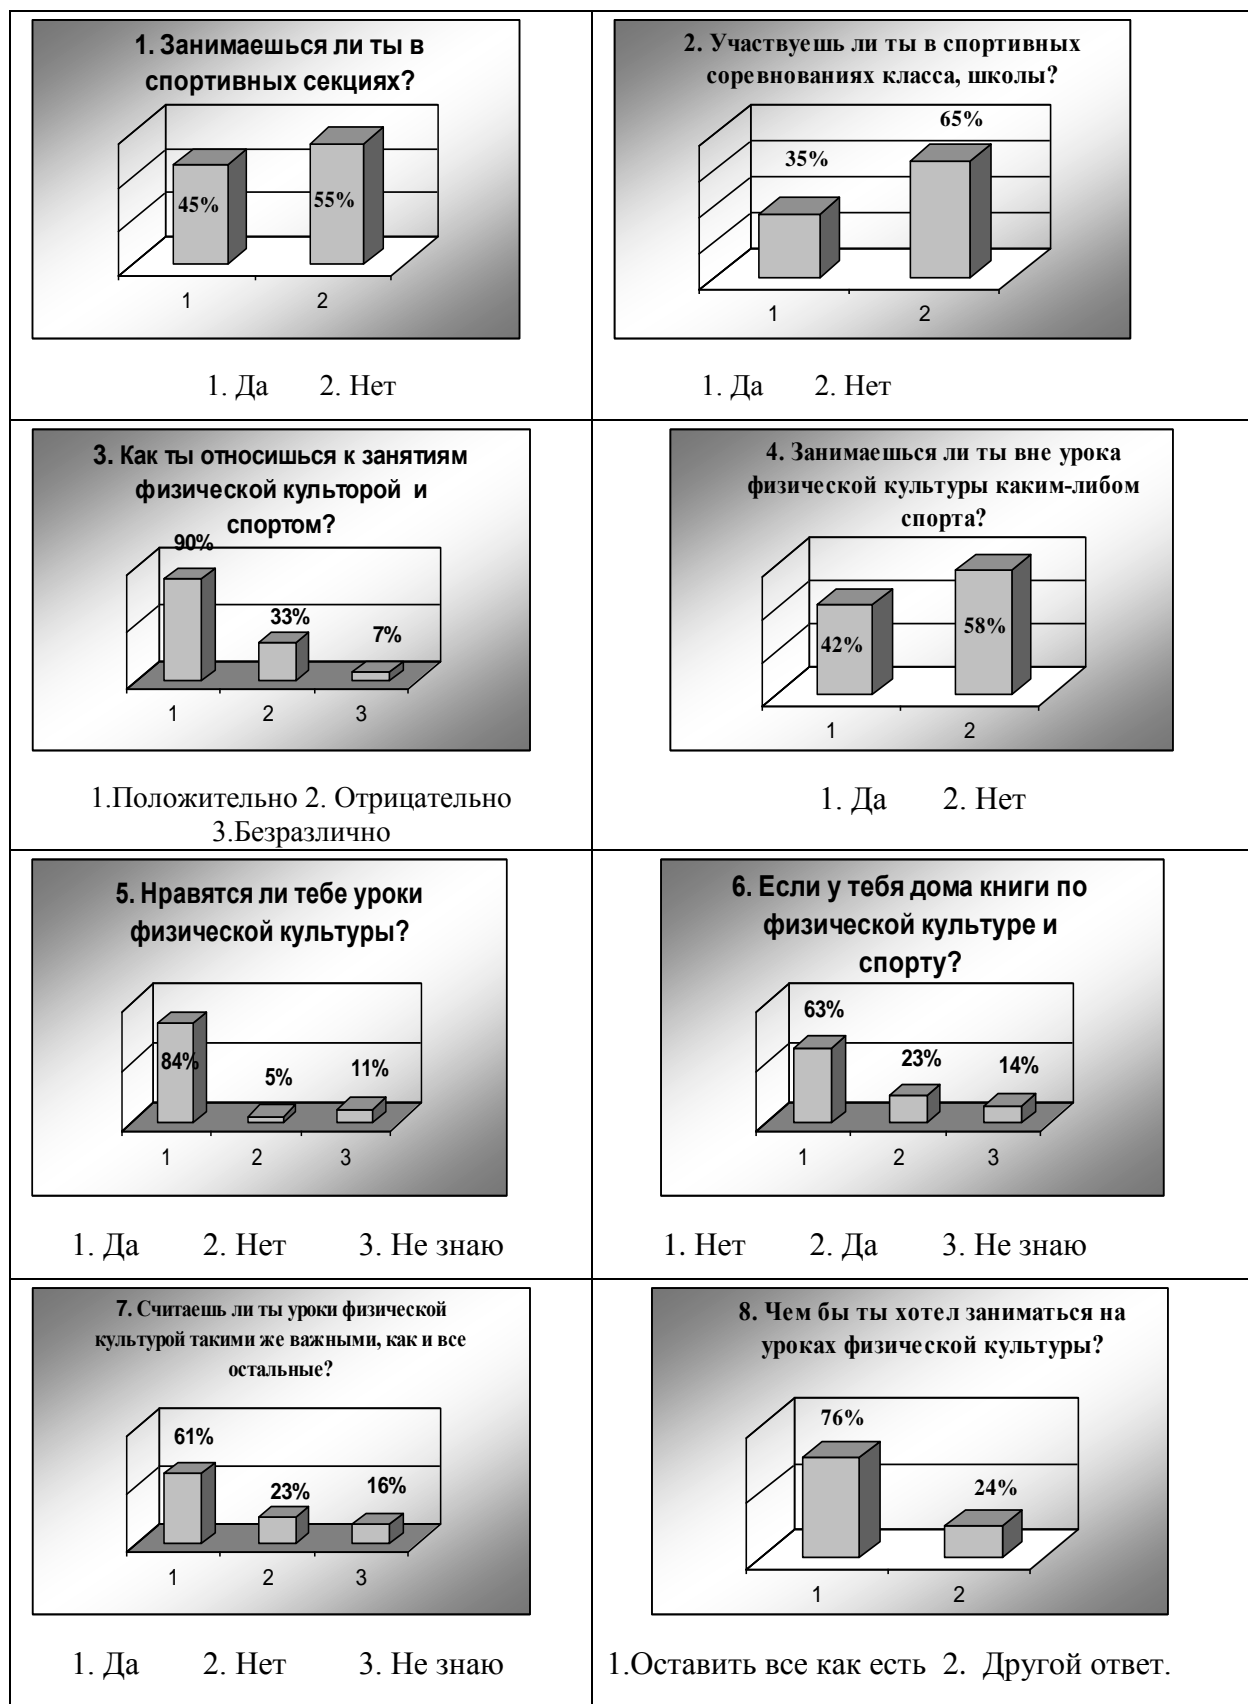 1. Занимаешься ли ты в
спортивных секциях?
45%
55%
1
2
1. Да 2. Нет
2. Участвуешь ли ты в спортивных
соревнованиях класса, школы?
65%
35%
1
2
1. Да 2. Нет
3. Как ты относишься к занятиям
физической культорой и
спортом?
90%
33%
7%
1
2
3
1.Положительно 2. Отрицательно
3.Безразлично
4. Занимаешься ли ты вне урока
физической культуры каким-либом
спорта?
42%
58%
1
2
1. Да 2. Нет
5. Нравятся ли тебе уроки
физической культуры?
84%
5%
11%
1
2
3
1. Да 2. Нет 3. Не знаю
6. Если у тебя дома книги по
физической культуре и
спорту?
63%
23%
14%
1
2
3
1. Нет 2. Да 3. Не знаю
7. Считаешь ли ты уроки физической
культурой такими же важными, как и все
остальные?
61%
23%
16%
1
2
3
1. Да 2. Нет 3. Не знаю
8. Чем бы ты хотел заниматься на
уроках физической культуры?
76%
24%
1
2
1.Оставить все как есть 2. Другой ответ.